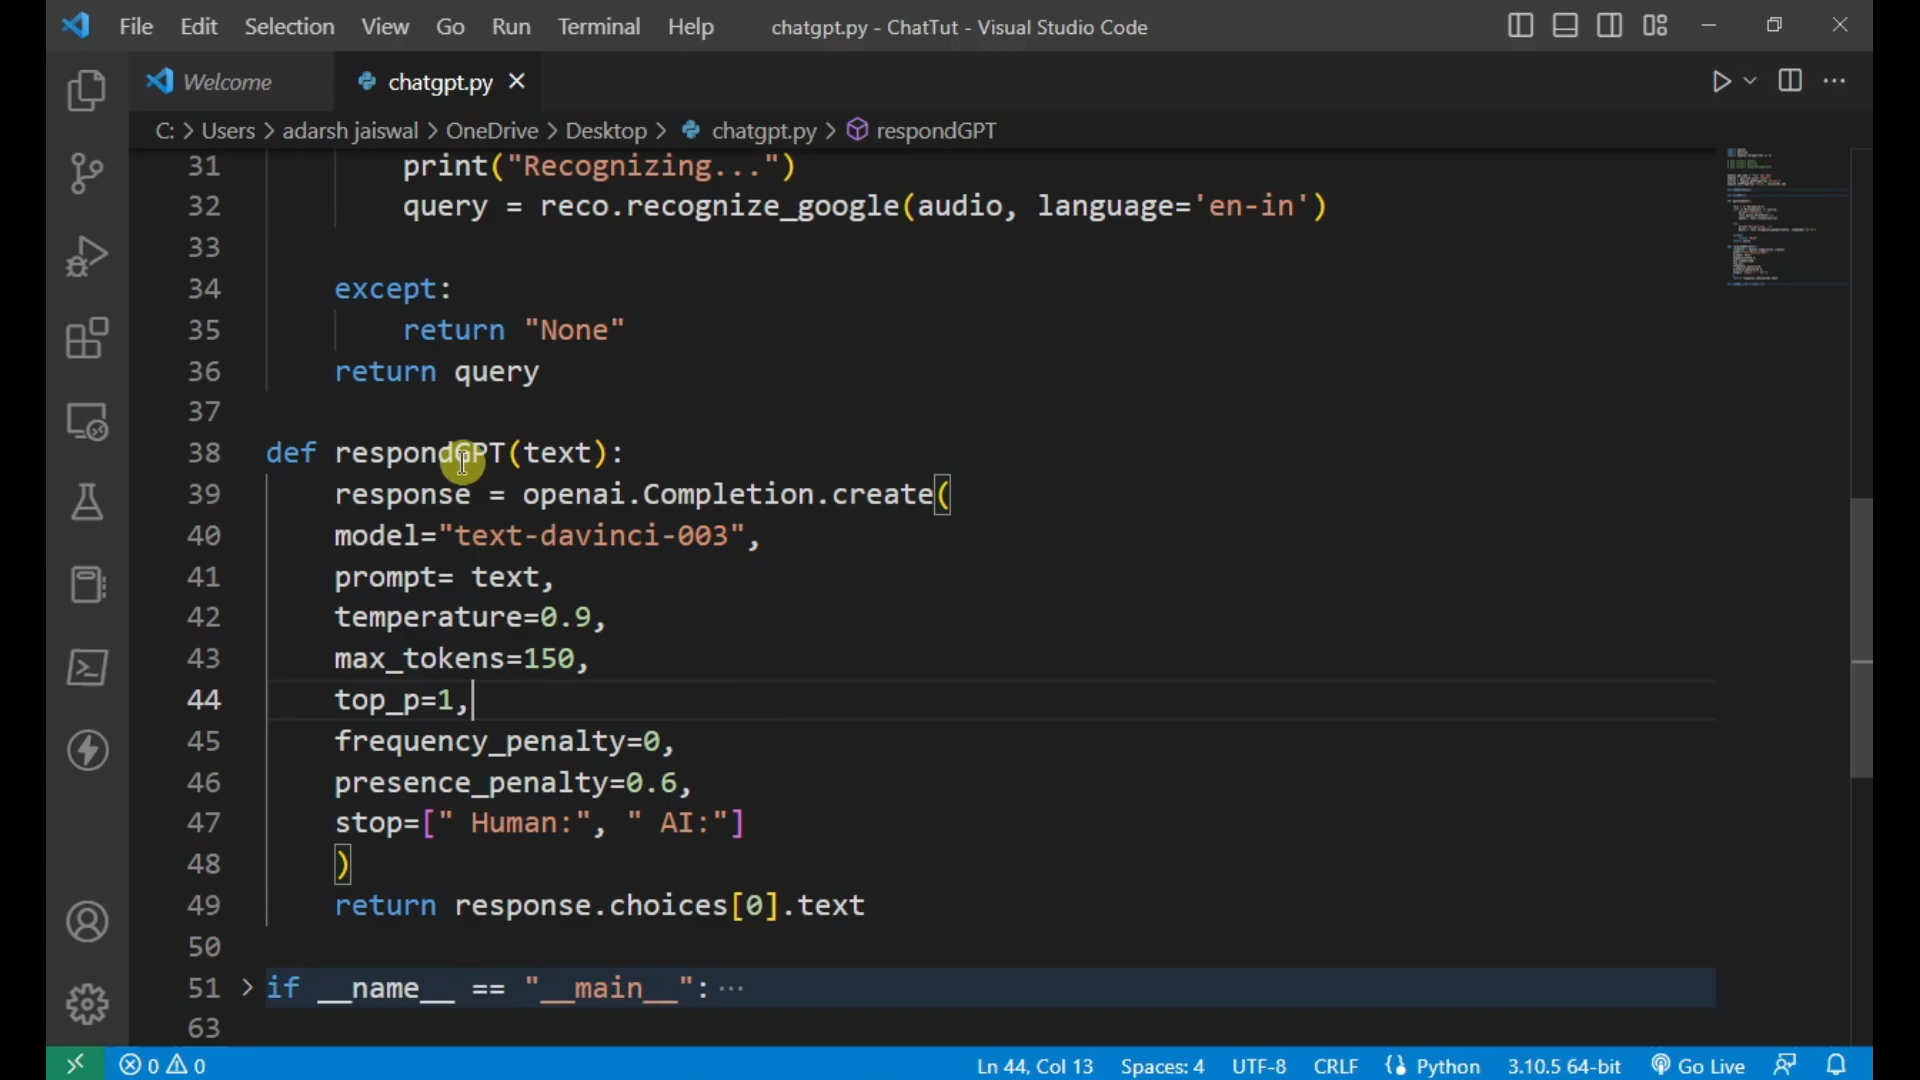 File Edit Selection View Go Run Terminal Help chatgpt.py - ChatTut - Visual Studio Code
Welcome chatgpt.py
C: > Users > adarsh jaiswal > OneDrive > Desktop > chatgpt.py > respondGPT
31 print("Recognizing...")
32 query = reco.recognize_google(audio, language='en-in')
33
34 except:
35 return "None"
36 return query
37
38 def respondGPT(text):
39 response = openai.Completion.create(
40 model="text-davinci-003",
41 prompt= text,
42 temperature=0.9,
43 max_tokens=150,
44 top_p=1,
45 frequency_penalty=0,
46 presence_penalty=0.6,
47 stop=[" Human:", " AI:"]
48 )
49 return response.choices[0].text
50
51 > if __name__ == "__main__": ...
63
0 0 Ln 44, Col 13 Spaces: 4 UTF-8 CRLF Python 3.10.5 64-bit Go Live